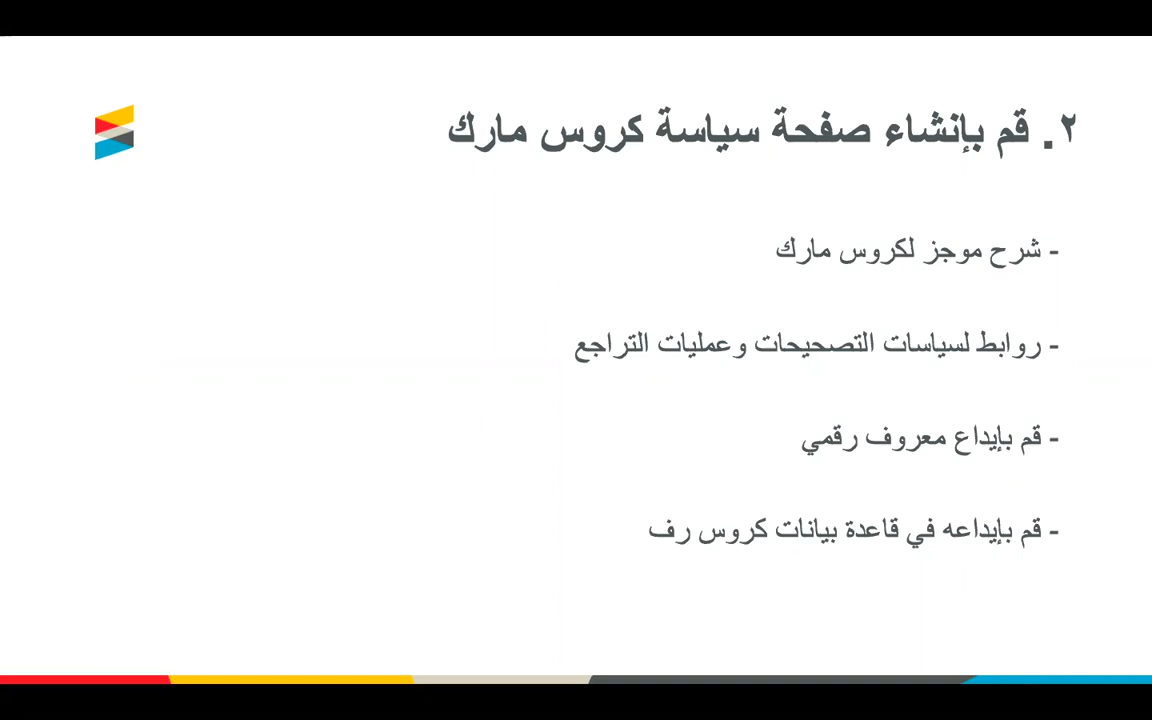 ٢. قم بإنشاء صفحة سياسة كروس مارك
- شرح موجز لكروس مارك
- روابط لسياسات التصحيحات وعمليات التراجع
- قم بإيداع معروف رقمي
- قم بإيداعه في قاعدة بيانات كروس رف